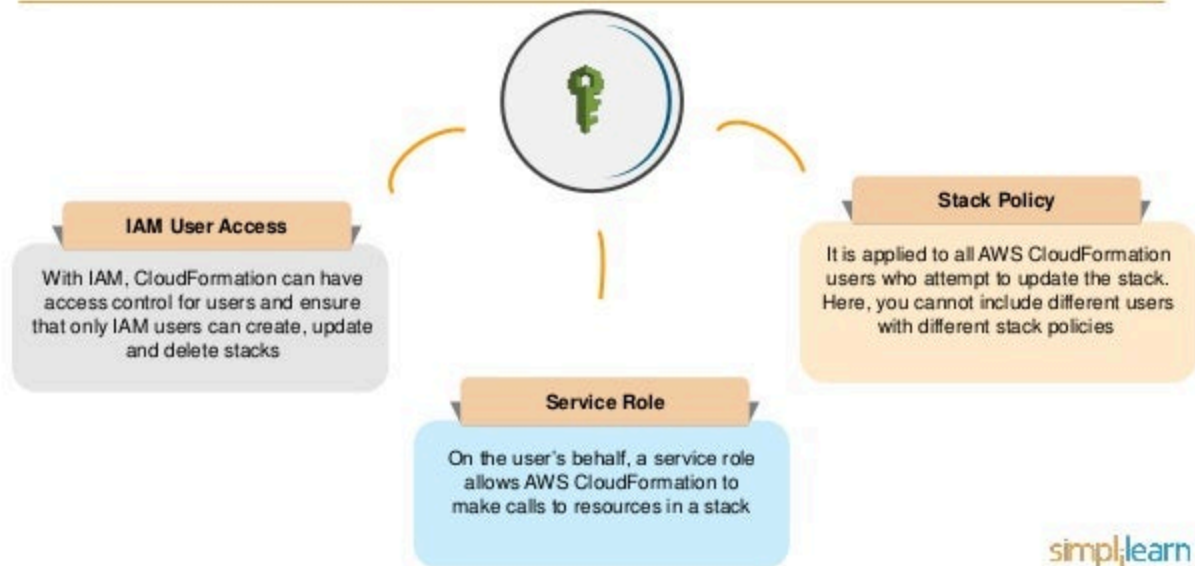 IAM User Access
With IAM, CloudFormation can have
access control for users and ensure
that only IAM users can create, update
and delete stacks
Service Role
On the user's behalf, a service role
allows AWS CloudFormation to
make calls to resources in a stack
Stack Policy
It is applied to all AWS CloudFormation
users who attempt to update the stack.
Here, you cannot include different users
with different stack policies
simplilearn